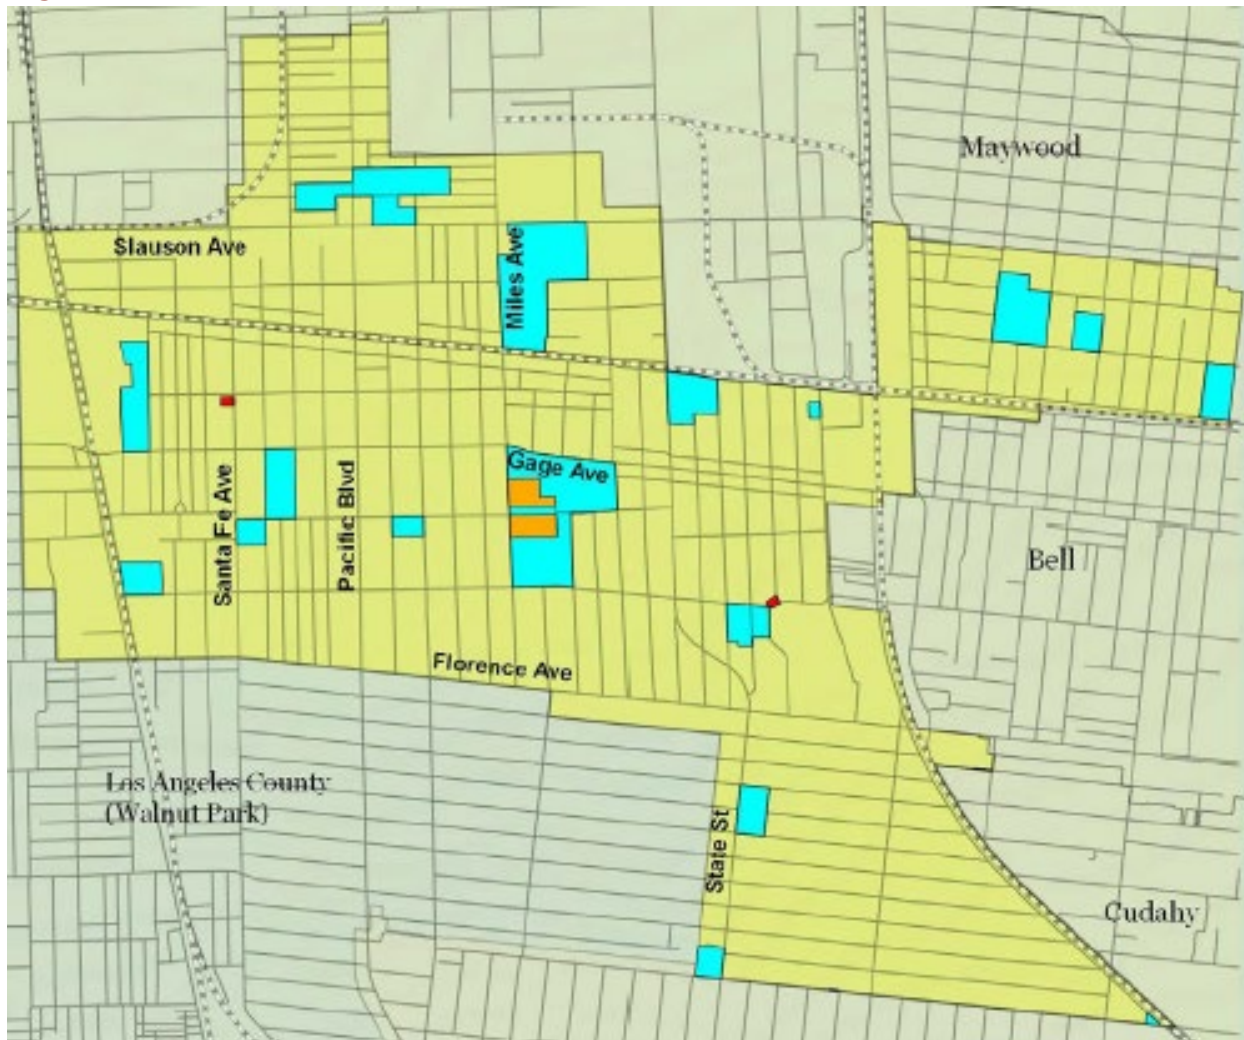 Maywood
Slauson Ave
Miles Ave
Gage Ave
Santa Fe Ave
Pacific Blvd
Bell
Florence Ave
Los Angeles County
(Walnut Park)
State St
Cudahy